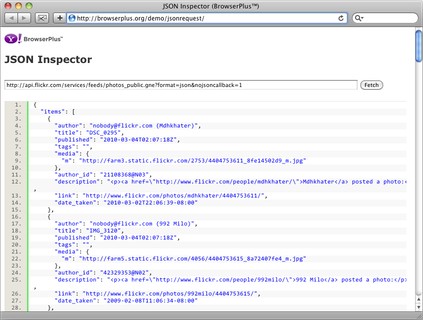 JSON Inspector (BrowserPlus™)
http://browserplus.org/demo/jsonrequest/
Y! BrowserPlus™
JSON Inspector
http://api.flickr.com/services/feeds/photos_public.gne?format=json&nojsoncallback=1 Fetch
1. {
2. "items": [
3. {
4. "author": "nobody@flickr.com (Mdhkhater)",
5. "title": "DSC_0295",
6. "published": "2010-03-04T02:07:18Z",
7. "tags": "",
8. "media": {
9. "m": "http://farm3.static.flickr.com/2753/4404753611_8fe14502d9_m.jpg"
10. },
11. "author_id": "21108368@N03",
12. "description": "<p><a href=\"http://www.flickr.com/people/mdhkhater/\">Mdhkhater</a> posted a photo:<
"
13. "link": "http://www.flickr.com/photos/mdhkhater/4404753611/",
14. "date_taken": "2010-03-02T22:06:39-08:00"
15. },
16. {
17. "author": "nobody@flickr.com (992 Milo)",
18. "title": "IMG_3120",
19. "published": "2010-03-04T02:07:18Z",
20. "tags": "",
21. "media": {
22. "m": "http://farm5.static.flickr.com/4056/4404753615_8a72407fe4_m.jpg"
23. },
24. "author_id": "42329353@N02",
25. "description": "<p><a href=\"http://www.flickr.com/people/992milo/\">992 Milo</a> posted a photo:</p>
"
26. "link": "http://www.flickr.com/photos/992milo/4404753615/",
27. "date_taken": "2009-02-08T11:06:34-08:00"
28. },